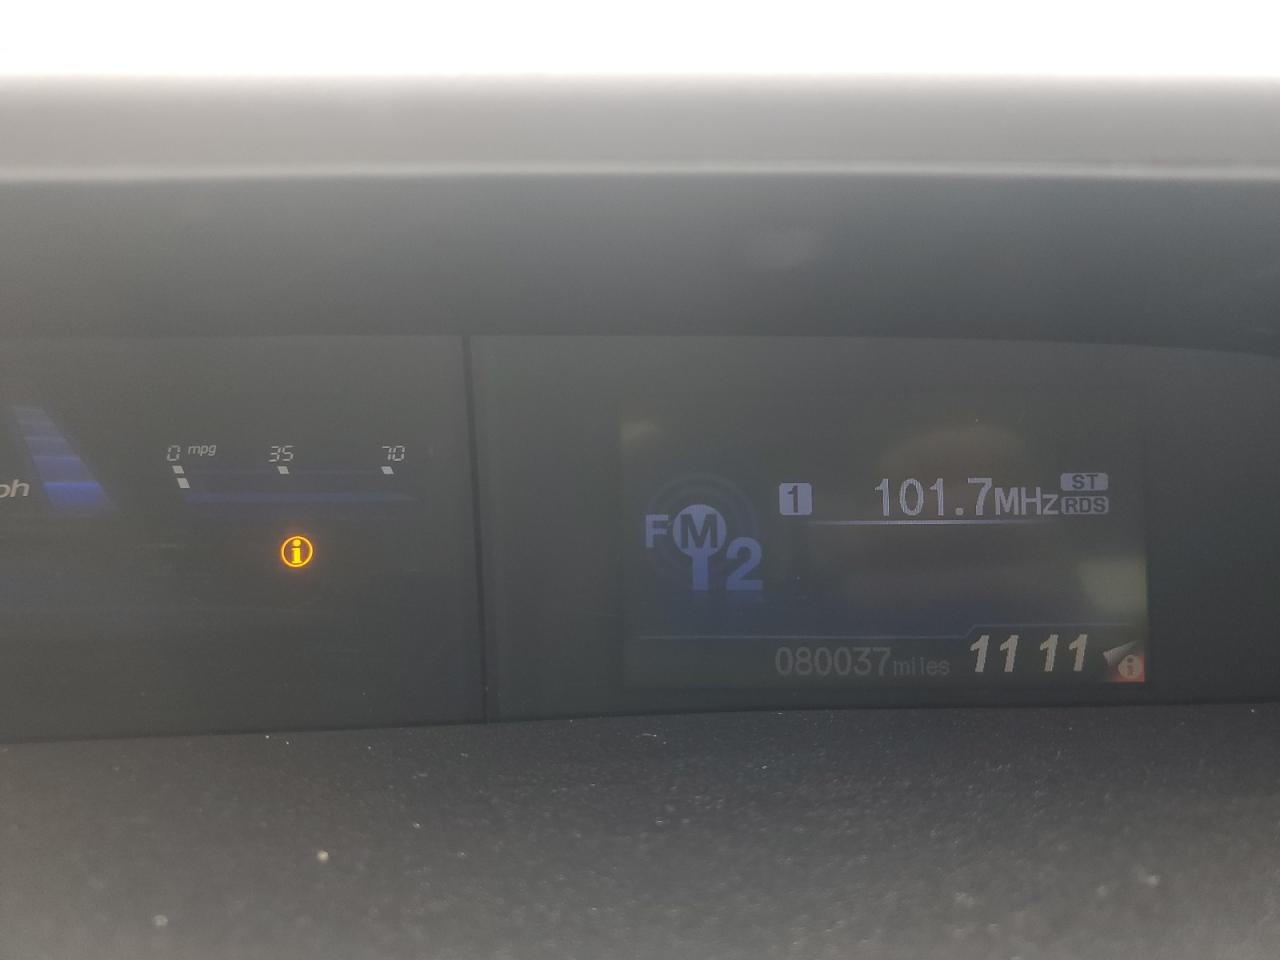 0 mpg 35 70
ph
i
1 101.7MHz ST
RDS
FM 2
080037miles 11 11 i